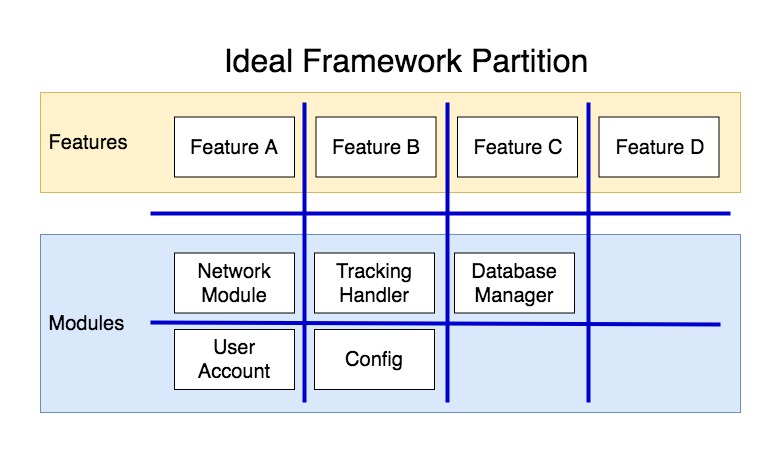 Ideal Framework Partition
Features
Feature A
Feature B
Feature C
Feature D
Modules
Network
Module
Tracking
Handler
Database
Manager
User
Account
Config